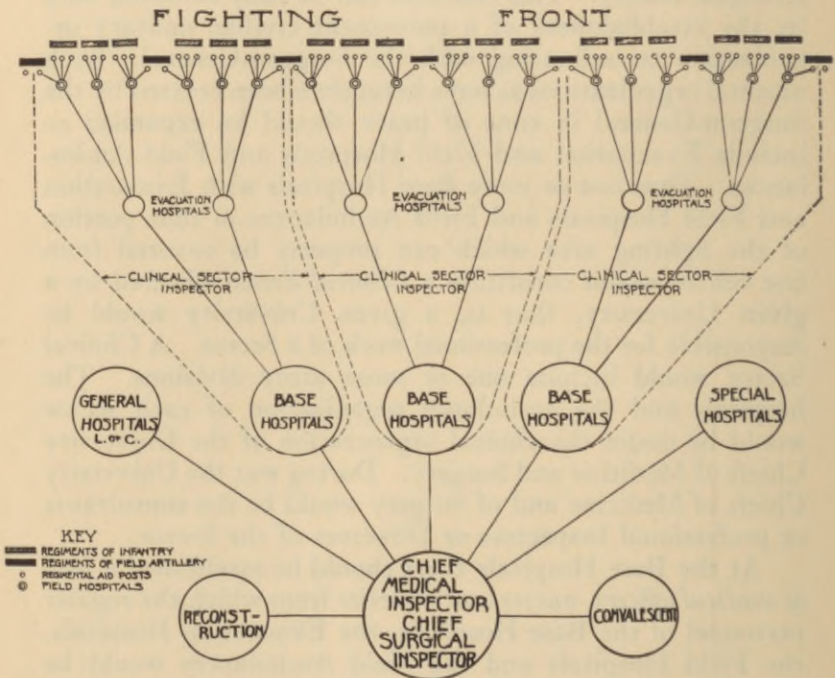 FIGHTING FRONT
EVACUATION
HOSPITALS
EVACUATION
HOSPITALS
EVACUATION
HOSPITALS
CLINICAL SECTOR
INSPECTOR
CLINICAL SECTOR
INSPECTOR
CLINICAL SECTOR
INSPECTOR
GENERAL
HOSPITALS
L. OF C.
BASE
HOSPITALS
BASE
HOSPITALS
BASE
HOSPITALS
SPECIAL
HOSPITALS
KEY
REGIMENTS OF INFANTRY
REGIMENTS OF FIELD ARTILLERY
REGIMENTAL AID POSTS
FIELD HOSPITALS
RECONST-
RUCTION
CHIEF
MEDICAL
INSPECTOR
CHIEF
SURGICAL
INSPECTOR
CONVALESCENT